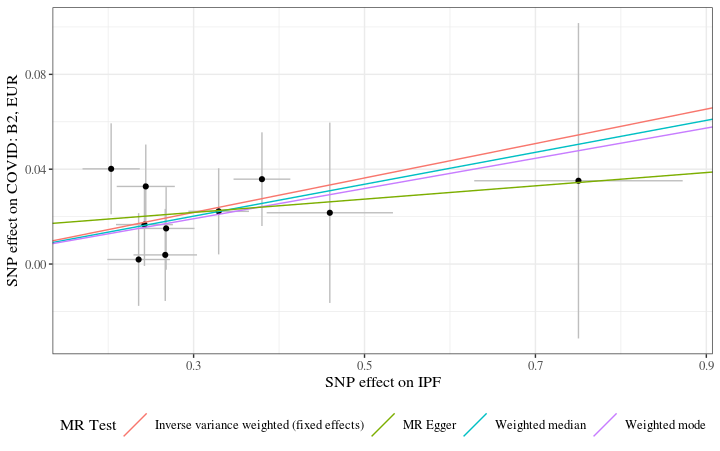 SNP effect on COVID: B2, EUR
0.08
0.04
0.00
0.3 0.5 0.7 0.9
SNP effect on IPF
MR Test Inverse variance weighted (fixed effects) MR Egger Weighted median Weighted mode